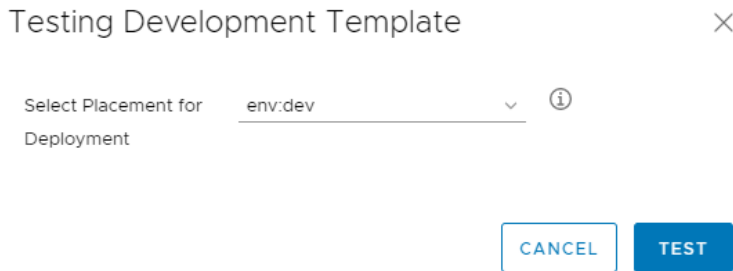 Testing Development Template
Select Placement for env:dev
Deployment
CANCEL TEST